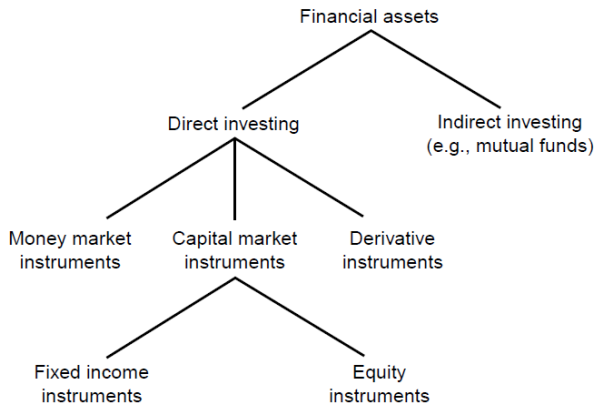 Financial assets
Direct investing
Indirect investing
(e.g., mutual funds)
Money market
instruments
Capital market
instruments
Derivative
instruments
Fixed income
instruments
Equity
instruments